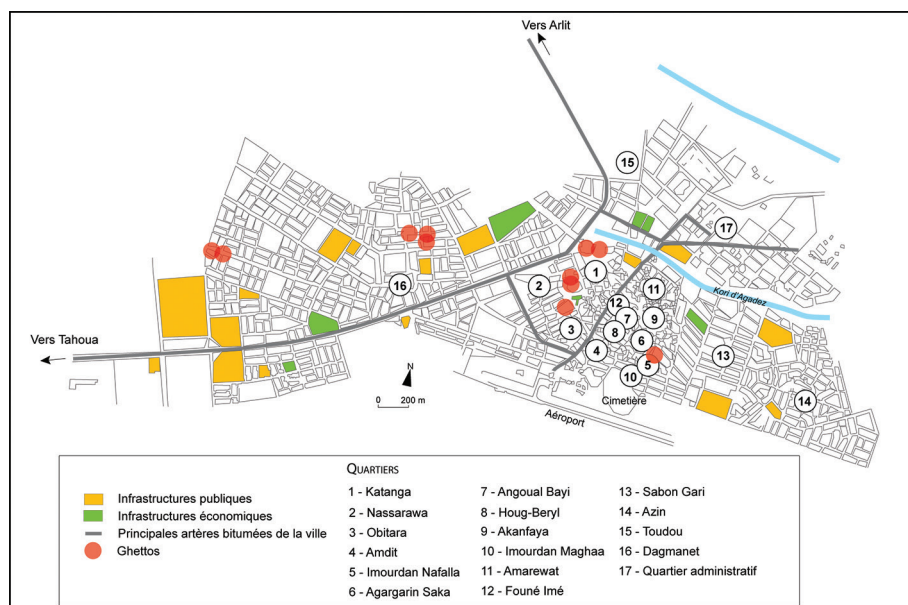 Vers Arlit
15
17
Kori d'Agadez
16
2
1
11
12
7
9
3
8
6
4
5
13
10
14
Vers Tahoua
N
0 200 m
Cimetière
Aéroport
Infrastructures publiques
Infrastructures économiques
Principales artères bitumées de la ville
Ghettos
QUARTIERS
1 - Katanga
2 - Nassarawa
3 - Obitara
4 - Amdit
5 - Imourdan Nafalla
6 - Agargarin Saka
7 - Angoual Bayi
8 - Houg-Beryl
9 - Akanfaya
10 - Imourdan Maghaa
11 - Amarewat
12 - Founé Imé
13 - Sabon Gari
14 - Azin
15 - Toudou
16 - Dagmanet
17 - Quartier administratif